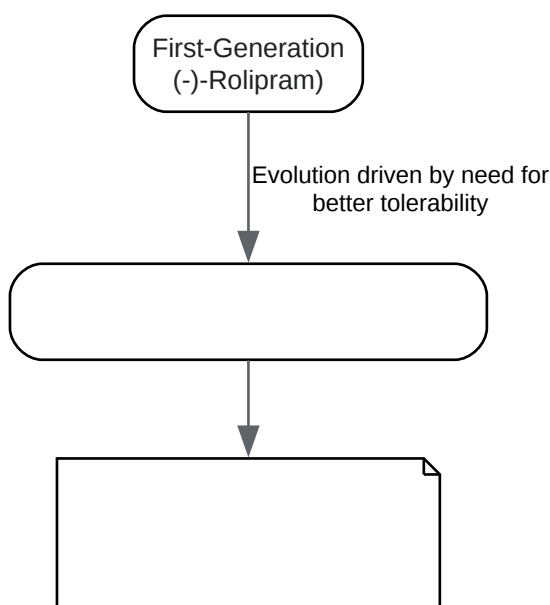 First-Generation
(-)-Rolipram)
Evolution driven by need for
better tolerability